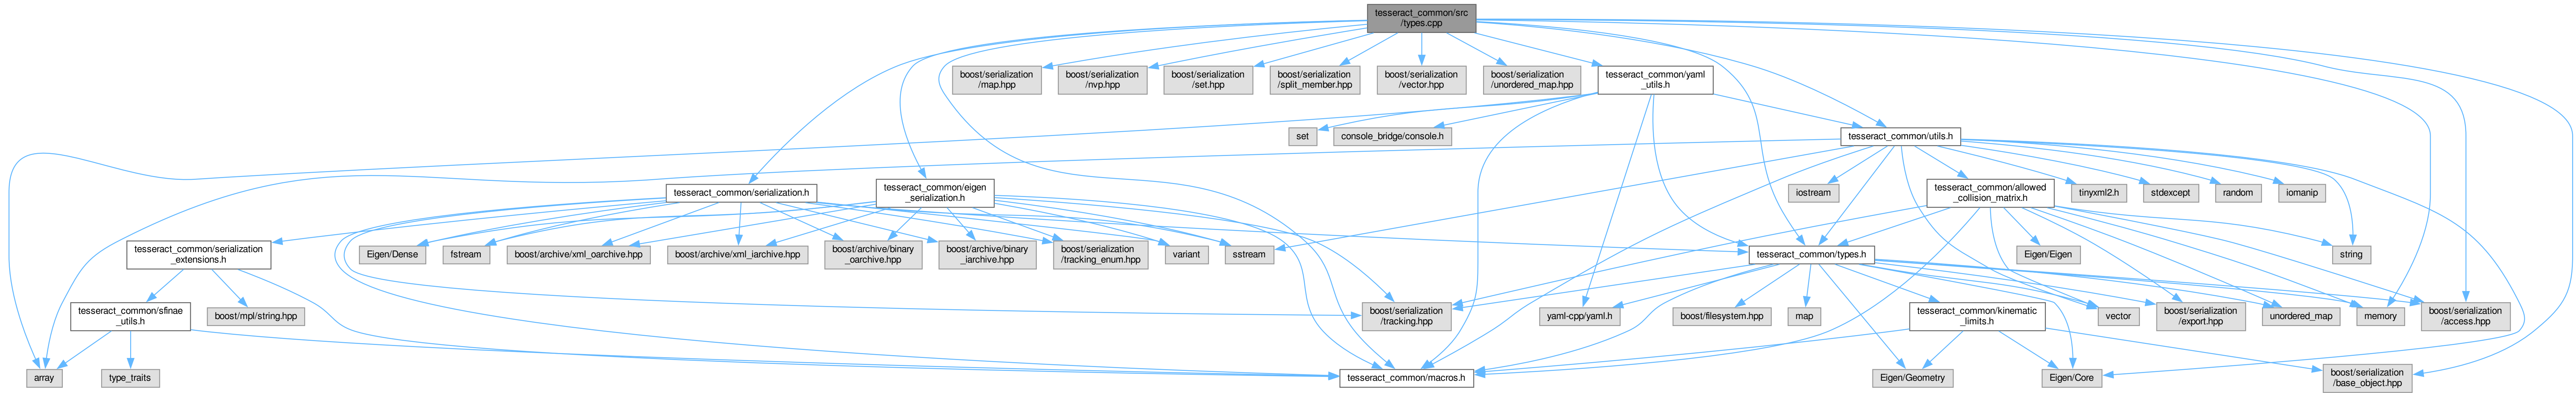 tesseract_common/src
/types.cpp
boost/serialization
/map.hpp
boost/serialization
/nvp.hpp
boost/serialization
/set.hpp
boost/serialization
/split_member.hpp
boost/serialization
/vector.hpp
boost/serialization
/unordered_map.hpp
tesseract_common/yaml
_utils.h
set
console_bridge/console.h
tesseract_common/utils.h
tesseract_common/serialization.h
tesseract_common/eigen
_serialization.h
iostream
tesseract_common/allowed
_collision_matrix.h
tinyxml2.h
stdexcept
random
iomanip
tesseract_common/serialization
_extensions.h
Eigen/Dense
fstream
boost/archive/xml_oarchive.hpp
boost/archive/xml_iarchive.hpp
boost/archive/binary
_oarchive.hpp
boost/archive/binary
_iarchive.hpp
boost/serialization
/tracking_enum.hpp
variant
sstream
tesseract_common/types.h
Eigen/Eigen
string
tesseract_common/sfinae
_utils.h
boost/mpl/string.hpp
boost/serialization
/tracking.hpp
yaml-cpp/yaml.h
boost/filesystem.hpp
map
tesseract_common/kinematic
_limits.h
vector
boost/serialization
/export.hpp
unordered_map
memory
boost/serialization
/access.hpp
array
type_traits
tesseract_common/macros.h
Eigen/Geometry
Eigen/Core
boost/serialization
/base_object.hpp